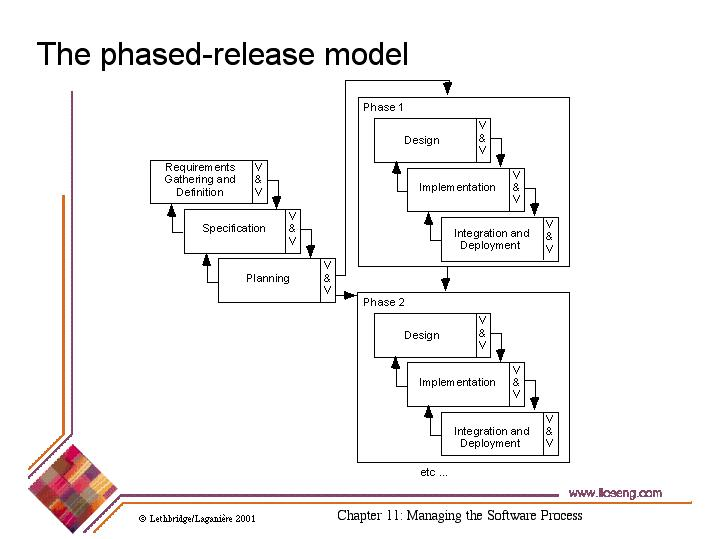 The phased-release model
Phase 1
Design
V
&
V
Requirements
Gathering and
Definition
V
&
V
Implementation
V
&
V
Specification
V
&
V
Integration and
Deployment
V
&
V
Planning
V
&
V
Phase 2
Design
V
&
V
Implementation
V
&
V
Integration and
Deployment
V
&
V
etc ...
www.lloseng.com
© Lethbridge/Laganière 2001
Chapter 11: Managing the Software Process